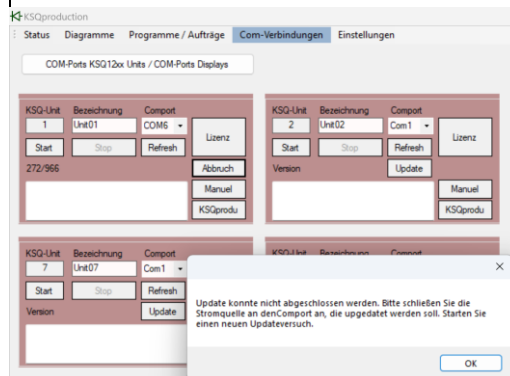 KSQproduction
Status Diagramme Programme / Aufträge Com-Verbindungen Einstellungen
COM-Ports KSQ12xx Units / COM-Ports Displays
KSQ-Unit Bezeichnung Comport
1 Unit01 COM6 Lizenz
Start Stop Refresh
272/966 Abbruch
Manuel
KSQprodu
KSQ-Unit Bezeichnung Comport
2 Unit02 Com1 Lizenz
Start Stop Refresh
Version Update
Manuel
KSQprodu
KSQ-Unit Bezeichnung Comport
7 Unit07 Com1
Start Stop Refresh
Version Update
KSQ-Unit Bezeichnung Comport
Update konnte nicht abgeschlossen werden. Bitte schließen Sie die
Stromquelle an denComport an, die upgedatet werden soll. Starten Sie
einen neuen Updateversuch.
OK